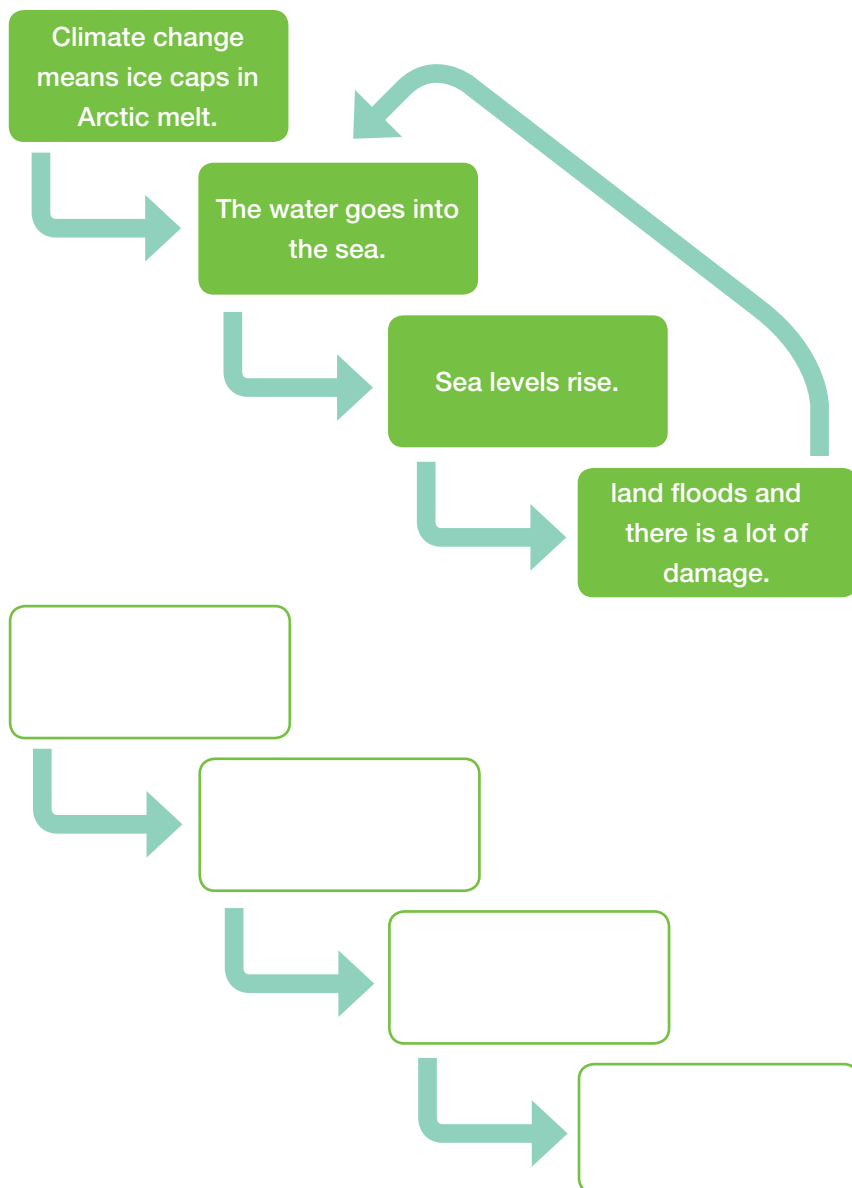 Climate change
means ice caps in
Arctic melt.
The water goes into
the sea.
Sea levels rise.
land floods and
there is a lot of
damage.